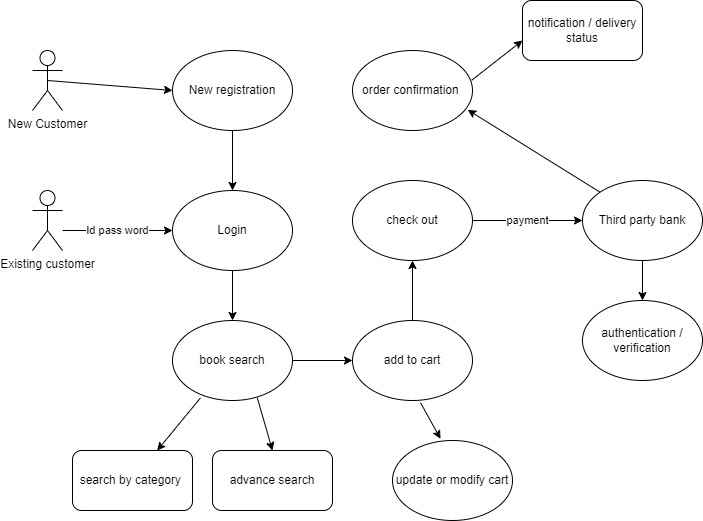 notification / delivery
status
New registration
order confirmation
New Customer
check out
payment
Third party bank
Id pass word
Login
Existing customer
authentication /
verification
book search
add to cart
search by category
advance search
update or modify cart